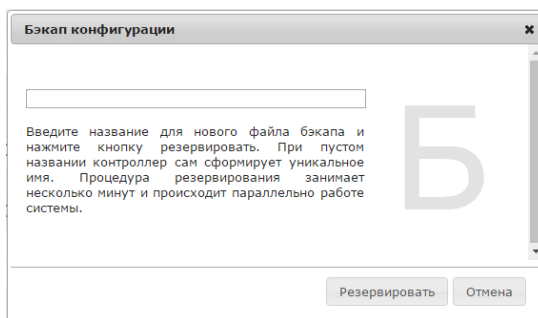 Бэкап конфигурации
Введите название для нового файла бэкапа и
нажмите кнопку резервировать. При пустом
названии контроллер сам сформирует уникальное
имя. Процедура резервирования занимает
несколько минут и происходит параллельно работе
системы.
Б
Резервировать Отмена